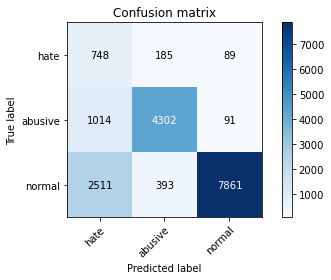 Confusion matrix
True label
hate 748 185 89
abusive 1014 4302 91
normal 2511 393 7861
hate abusive normal
Predicted label
7000
6000
5000
4000
3000
2000
1000